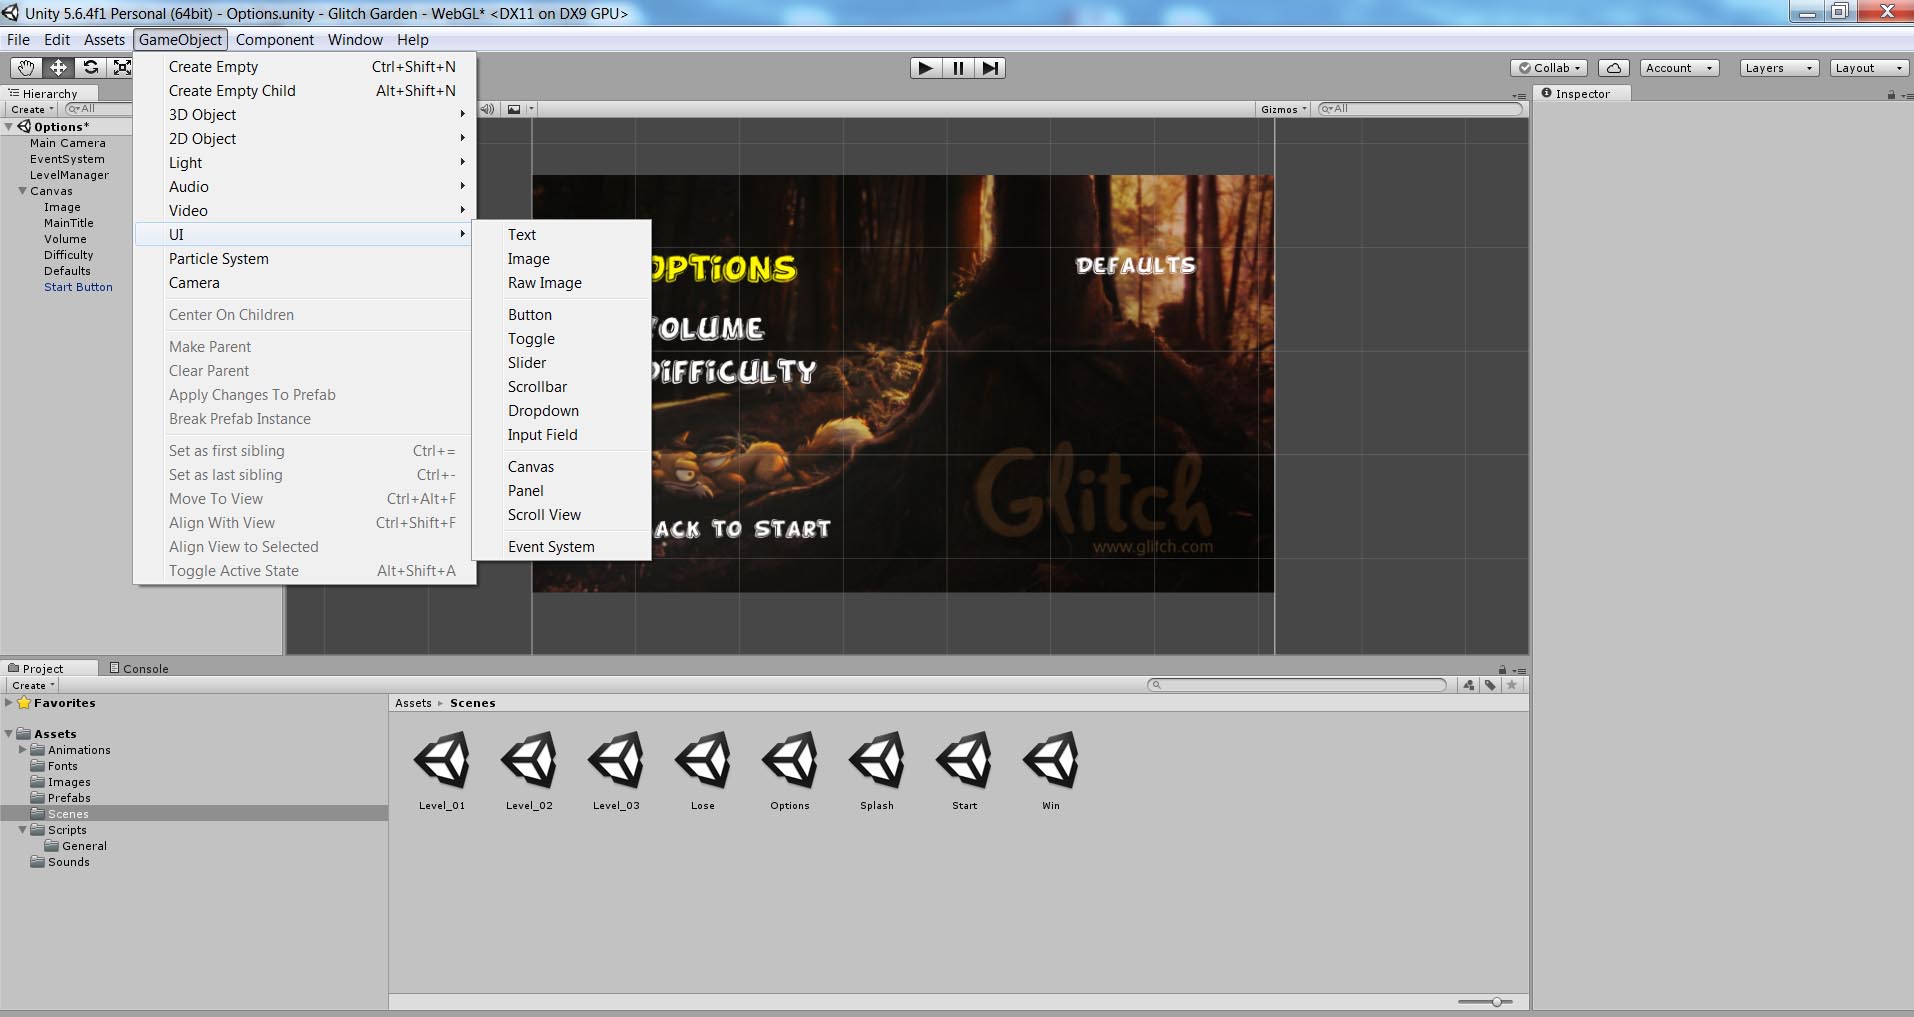 Unity 5.6.4f1 Personal (64bit) - Options.unity - Glitch Garden - WebGL* <DX11 on DX9 GPU>
File Edit Assets GameObject Component Window Help
Collab Account Layers Layout
Hierarchy
Create All
Options*
Main Camera
EventSystem
LevelManager
Canvas
Image
MainTitle
Volume
Difficulty
Defaults
Start Button
Create Empty Ctrl+Shift+N
Create Empty Child Alt+Shift+N
3D Object
2D Object
Light
Audio
Video
UI
Particle System
Camera
Center On Children
Make Parent
Clear Parent
Apply Changes To Prefab
Break Prefab Instance
Set as first sibling Ctrl+=
Set as last sibling Ctrl+-
Move To View Ctrl+Alt+F
Align With View Ctrl+Shift+F
Align View to Selected
Toggle Active State Alt+Shift+A
Text
Image
Raw Image
Button
Toggle
Slider
Scrollbar
Dropdown
Input Field
Canvas
Panel
Scroll View
Event System
Gizmos All
OPTiONS
DEFAULTS
OLUME
DiFFiCULTY
ACK TO START
Glitch
www.glitch.com
Inspector
Project Console
Create
Favorites
Assets
Animations
Fonts
Images
Prefabs
Scenes
Scripts
General
Sounds
Assets Scenes
Level_01 Level_02 Level_03 Lose Options Splash Start Win